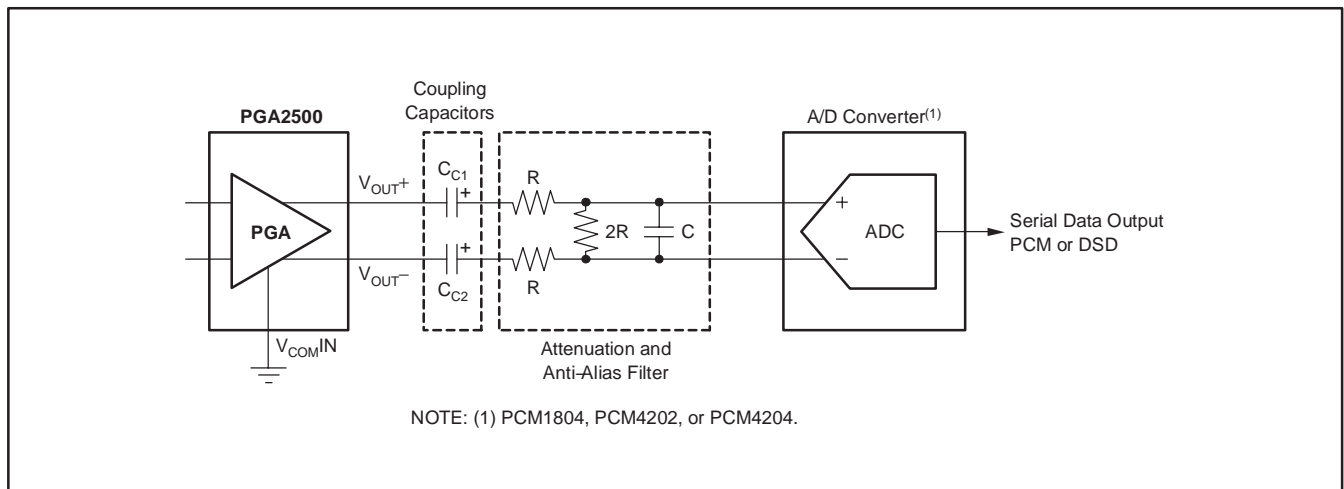 Coupling
Capacitors
PGA2500
A/D Converter(1)
VOUT+
CC1
+
R
PGA
2R
C
+
ADC
−
Serial Data Output
PCM or DSD
+
VOUT−
CC2
R
VCOMIN
Attenuation and
Anti–Alias Filter
NOTE: (1) PCM1804, PCM4202, or PCM4204.